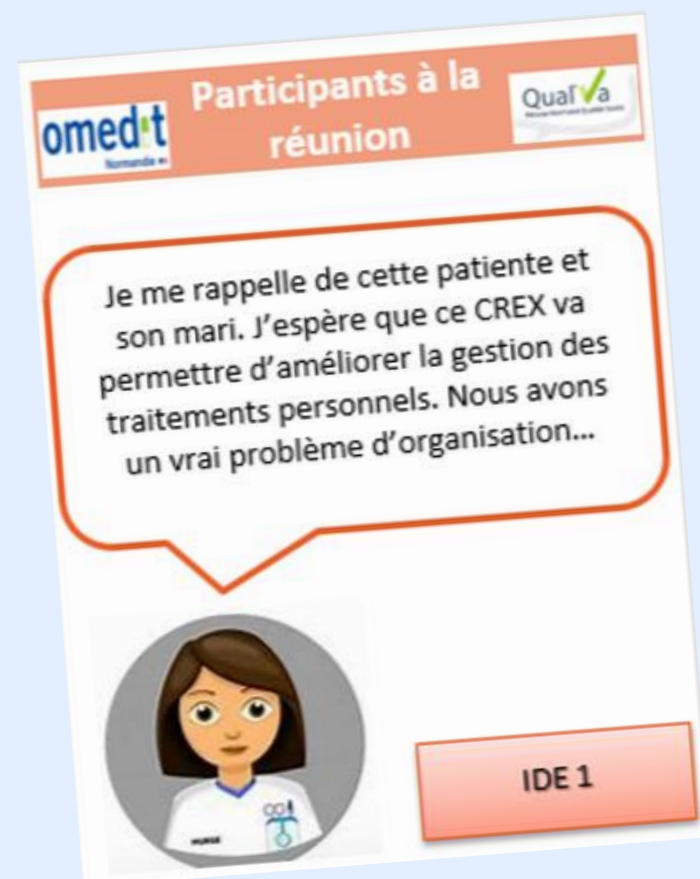 Participants à la
réunion
omedit
Normandie
Qual'va
Je me rappelle de cette patiente et
son mari. J'espère que ce CREX va
permettre d'améliorer la gestion des
traitements personnels. Nous avons
un vrai problème d'organisation...
NURSE
IDE 1